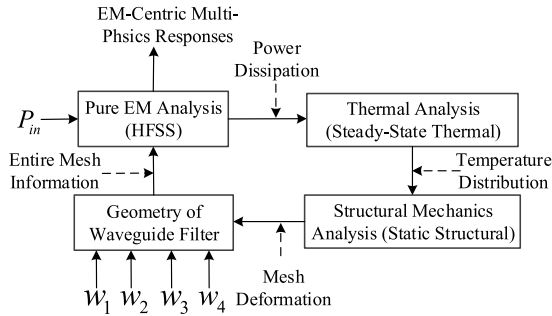 EM-Centric Multi-
Phsics Responses
Power
Dissipation
P_in
Pure EM Analysis
(HFSS)
Thermal Analysis
(Steady-State Thermal)
Entire Mesh
Information
Temperature
Distribution
Geometry of
Waveguide Filter
Structural Mechanics
Analysis (Static Structural)
Mesh
Deformation
w_1 w_2 w_3 w_4